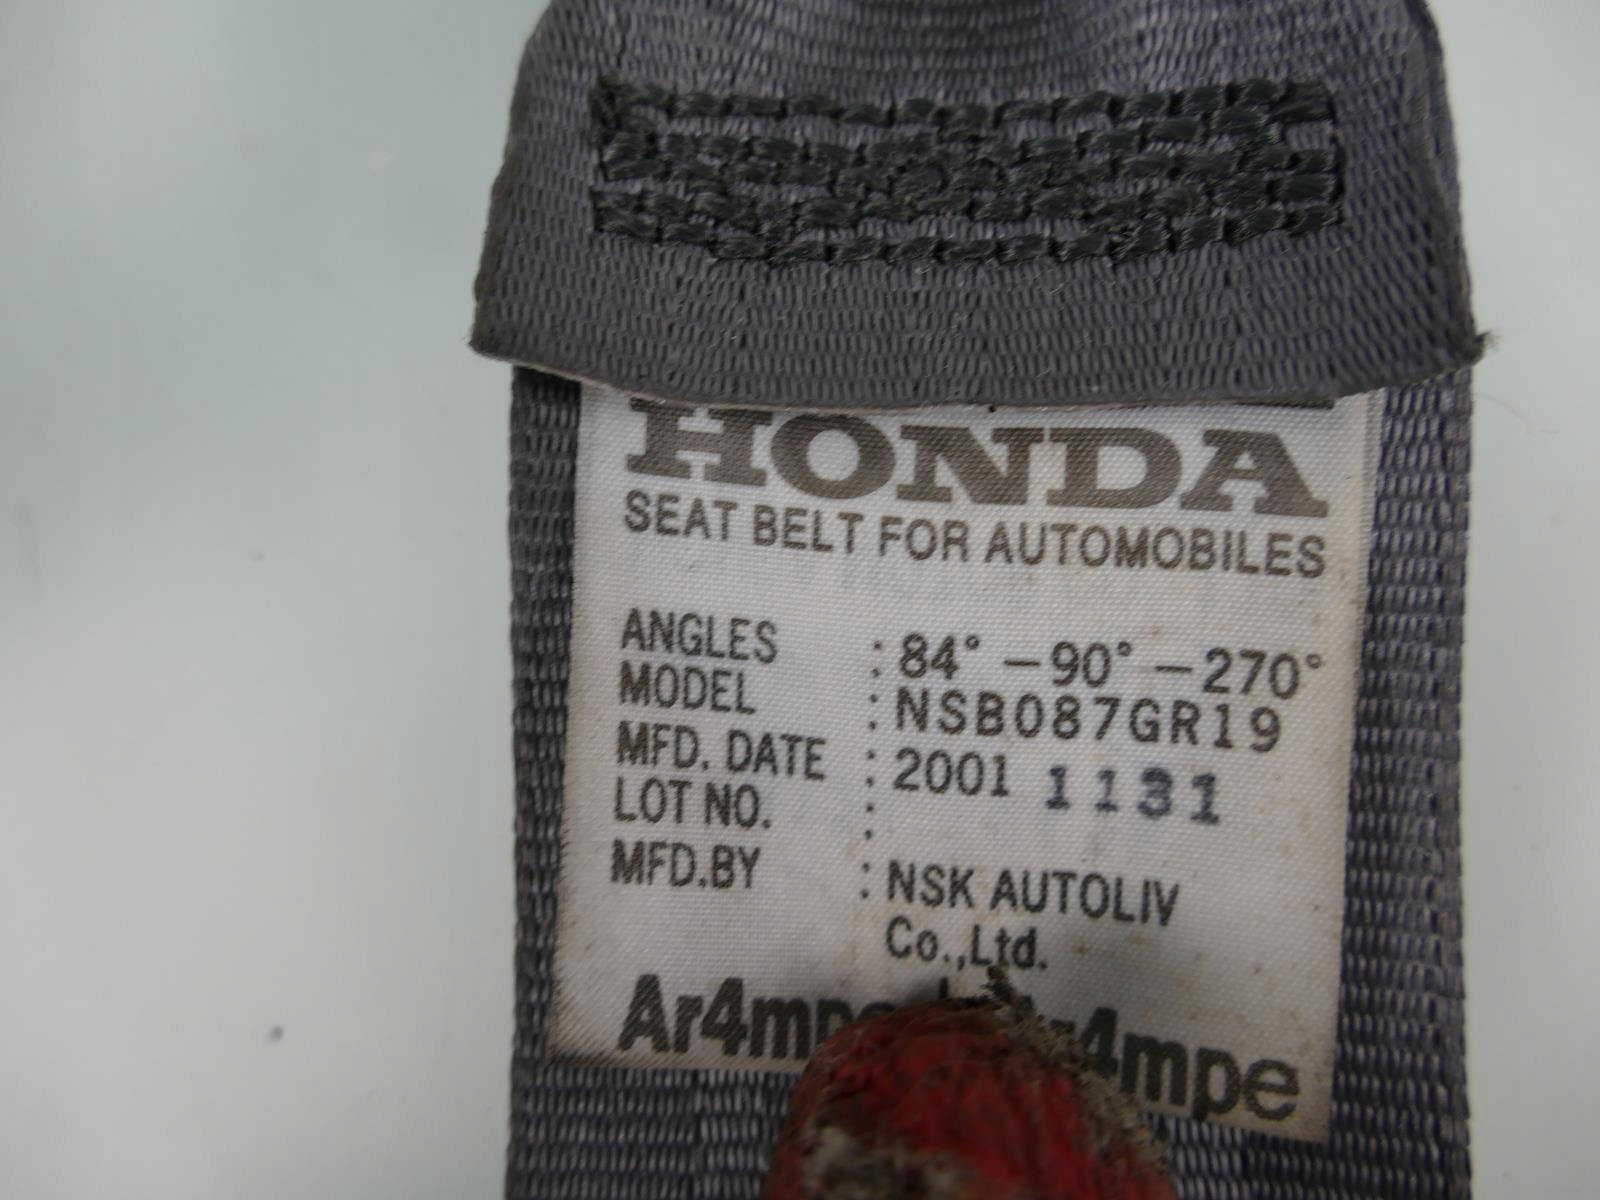 HONDA
SEAT BELT FOR AUTOMOBILES
ANGLES : 84° -90° -270°
MODEL : NSB087GR19
MFD. DATE : 2001 1131
LOT NO. :
MFD.BY : NSK AUTOLIV
Co.,Ltd.
Ar4mpe